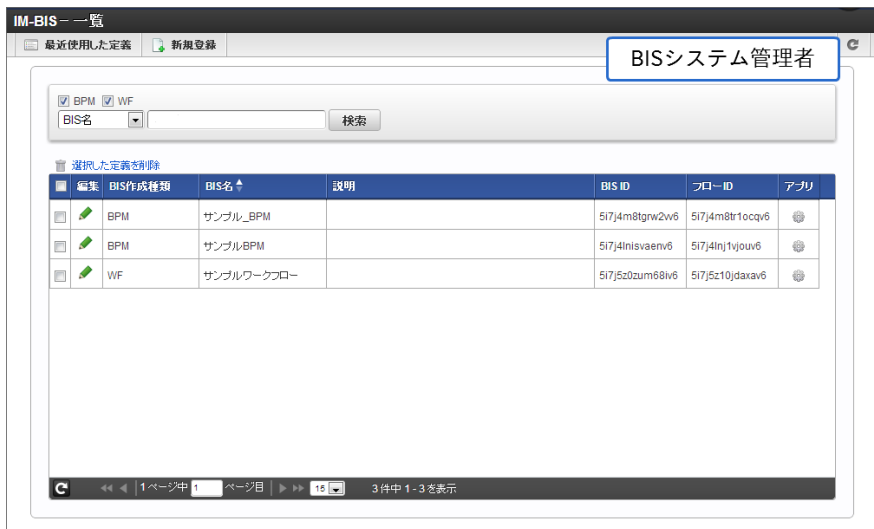 IM-BIS－一覧
最近使用した定義 新規登録
BISシステム管理者
BPM WF
BIS名 検索
選択した定義を削除
編集 BIS作成種類 BIS名 説明 BIS ID フローID アプリ
BPM サンプル_BPM 5i7j4m8tgrw2vv6 5i7j4m8tr1ocqv6
BPM サンプルBPM 5i7j4lnisvaenv6 5i7j4lnj1vjouv6
WF サンプルワークフロー 5i7j5z0zum68iv6 5i7j5z10jdaxav6
1ページ中 1 ページ目 15 3件中 1 - 3 を表示